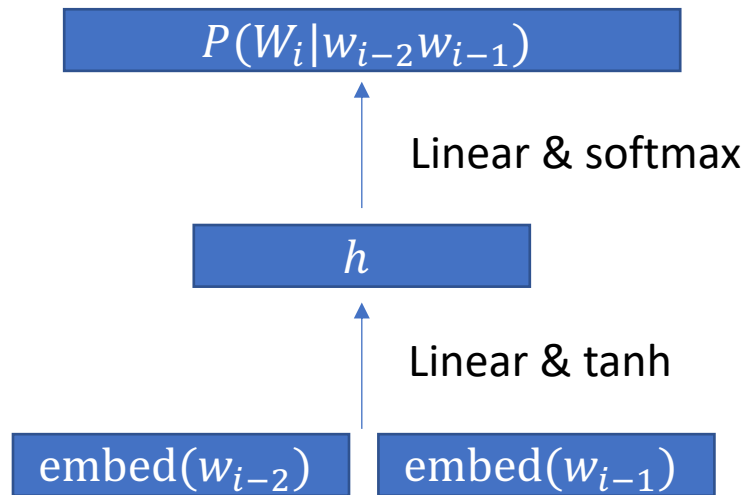 P(W_i|w_{i−2}w_{i−1})
Linear & softmax
h
Linear & tanh
embed(w_{i−2}) embed(w_{i−1})